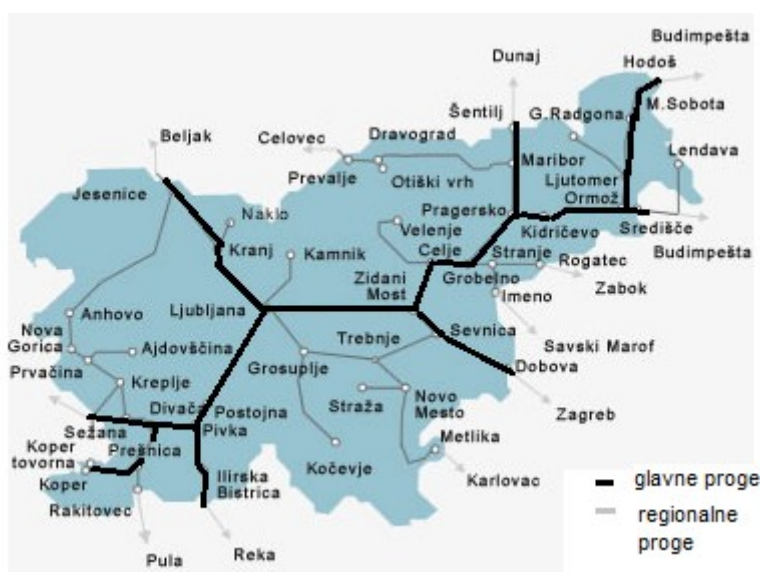 Budimpešta
Dunaj
Hodoš
Šentilj
G.Radgona
M.Sobota
Beljak
Celovec
Dravograd
Lendava
Maribor
Prevalje
Otiški vrh
Ljutomer
Jesenice
Ormož
Naklo
Pragersko
Središče
Velenje
Kidričevo
Kranj
Kamnik
Celje
Stranje
Budimpešta
Rogatec
Zidani
Most
Grobelno
Zabok
Imeno
Ljubljana
Anhovo
Sevnica
Nova
Gorica
Trebnje
Savski Marof
Ajdovščina
Grosuplje
Dobova
Prvačina
Kreplje
Straža
Novo
Mesto
Zagreb
Divača
Postojna
Sežana
Pivka
Prešnica
Metlika
Koper
tovorna
Kočevje
Koper
Ilirska
Bistrica
Karlovac
Rakitovec
Reka
Pula
glavne proge
regionalne
proge